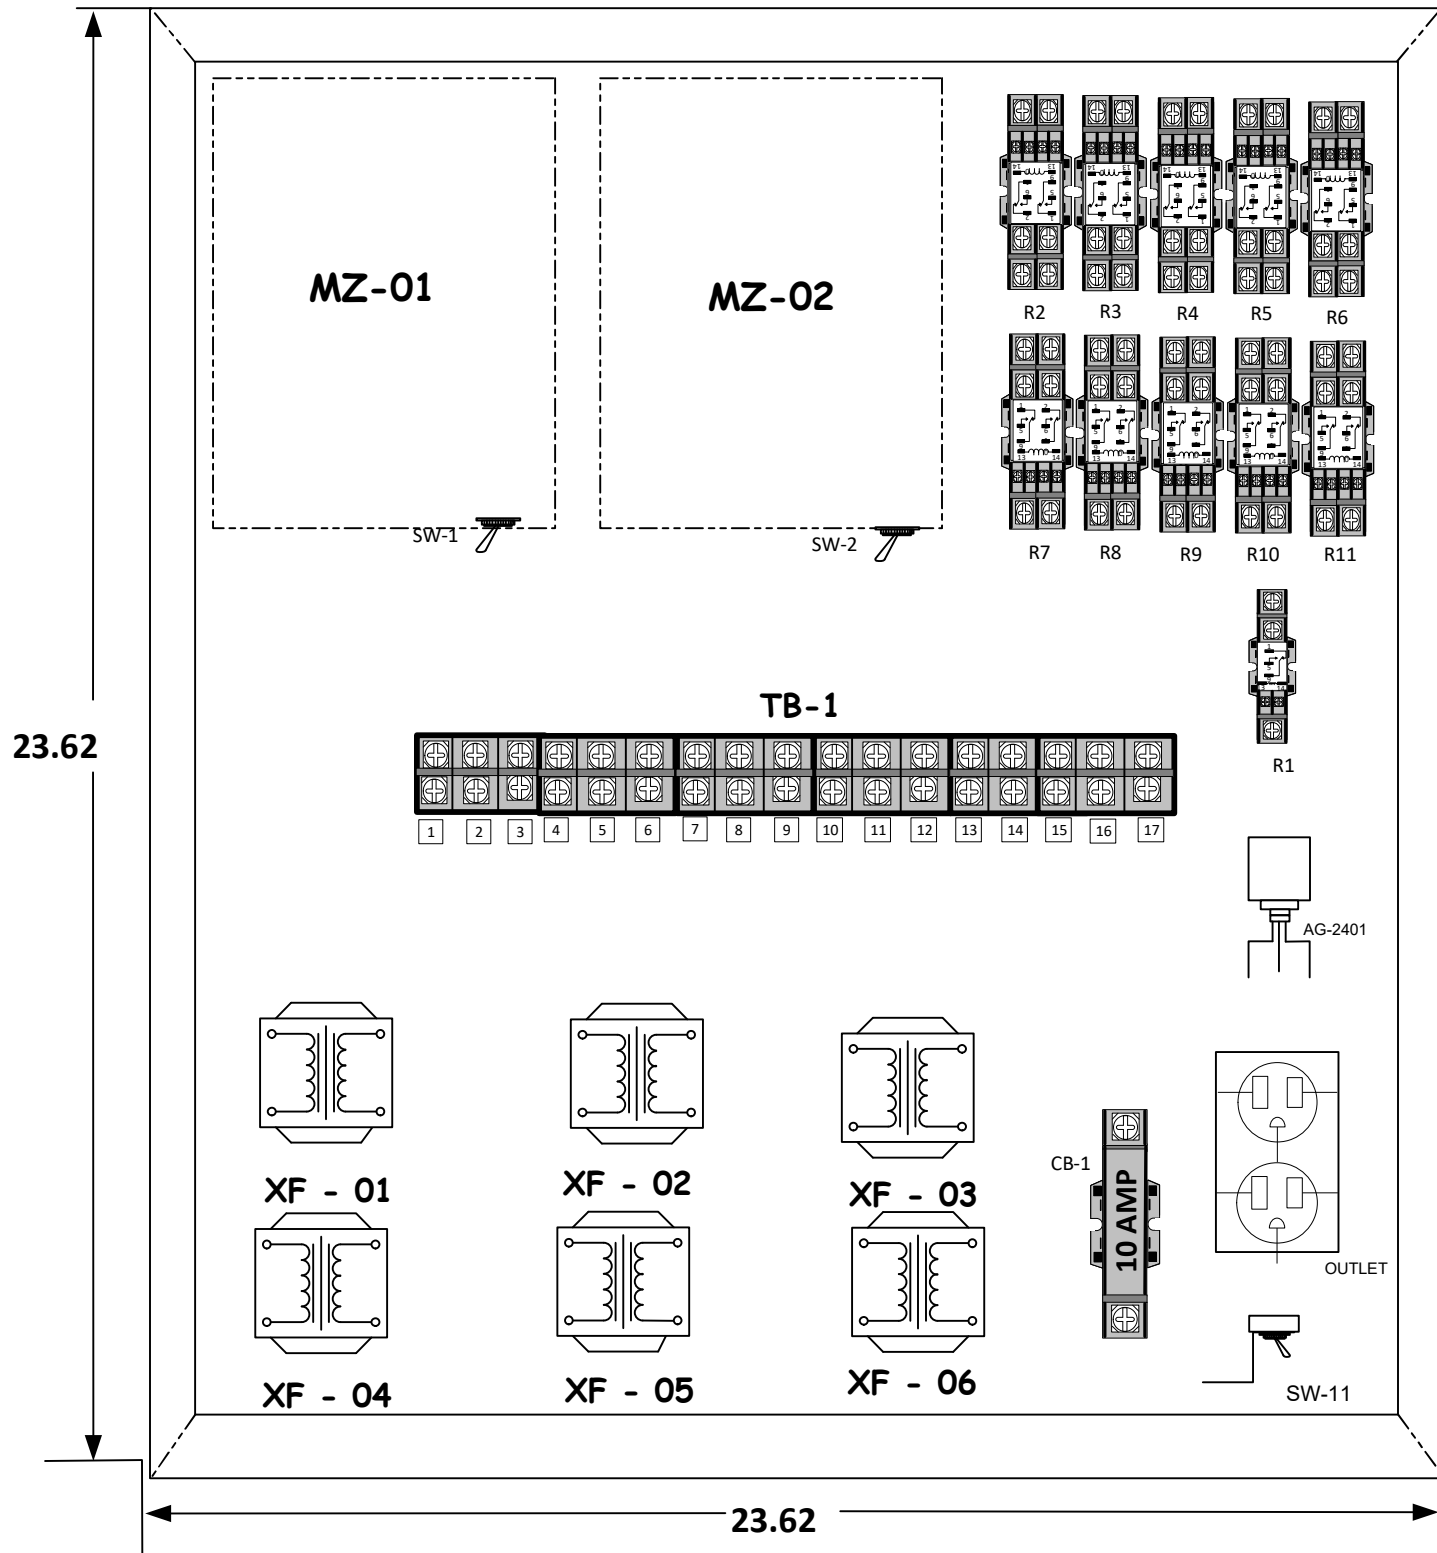 MZ-01
MZ-02
R2 R3 R4 R5 R6
SW-1
SW-2
R7 R8 R9 R10 R11
TB-1
23.62
R1
1 2 3 4 5 6 7 8 9 10 11 12 13 14 15 16 17
AG-2401
XF - 01
XF - 02
XF - 03
CB-1
10 AMP
OUTLET
XF - 04
XF - 05
XF - 06
SW-11
23.62